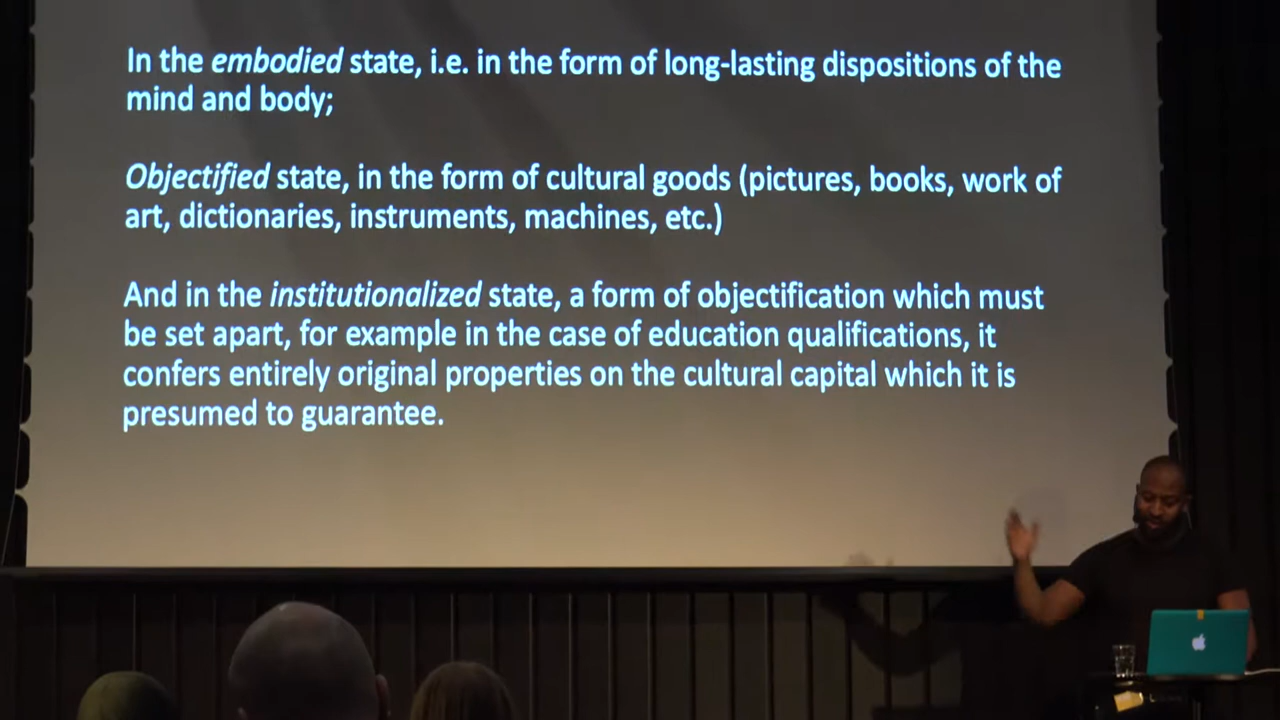 In the embodied state, i.e. in the form of long-lasting dispositions of the
mind and body;
Objectified state, in the form of cultural goods (pictures, books, work of
art, dictionaries, instruments, machines, etc.)
And in the institutionalized state, a form of objectification which must
be set apart, for example in the case of education qualifications, it
confers entirely original properties on the cultural capital which it is
presumed to guarantee.